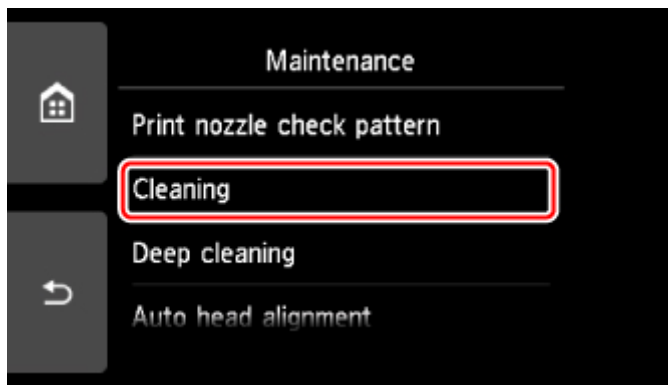 Maintenance
Print nozzle check pattern
Cleaning
Deep cleaning
Auto head alignment